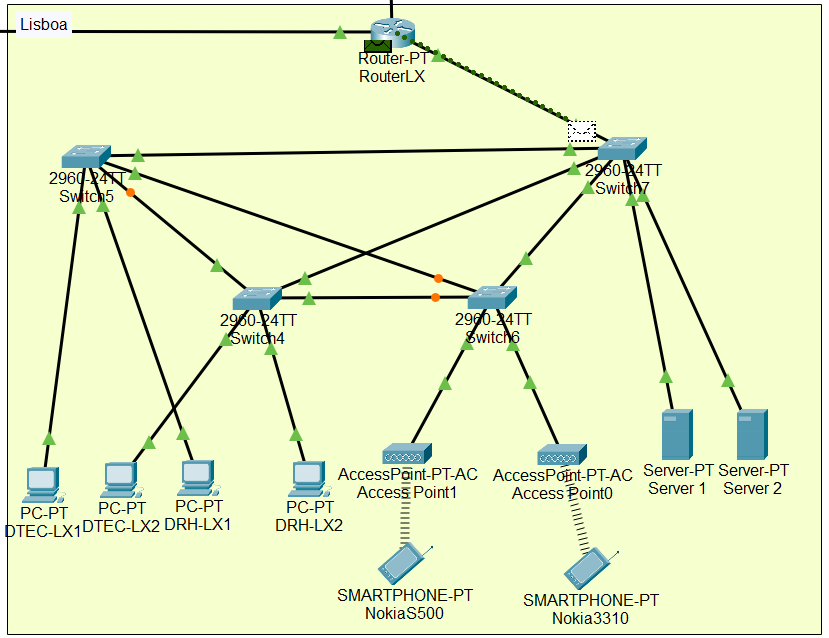 Lisboa
Router-PT
RouterLX
2960-24TT
Switch5
2960-24TT
Switch7
2960-24TT
Switch4
2960-24TT
Switch6
PC-PT
DTEC-LX1
PC-PT
DTEC-LX2
PC-PT
DRH-LX1
PC-PT
DRH-LX2
AccessPoint-PT-AC
Access Point1
AccessPoint-PT-AC
Access Point0
Server-PT
Server 1
Server-PT
Server 2
SMARTPHONE-PT
NokiaS500
SMARTPHONE-PT
Nokia3310